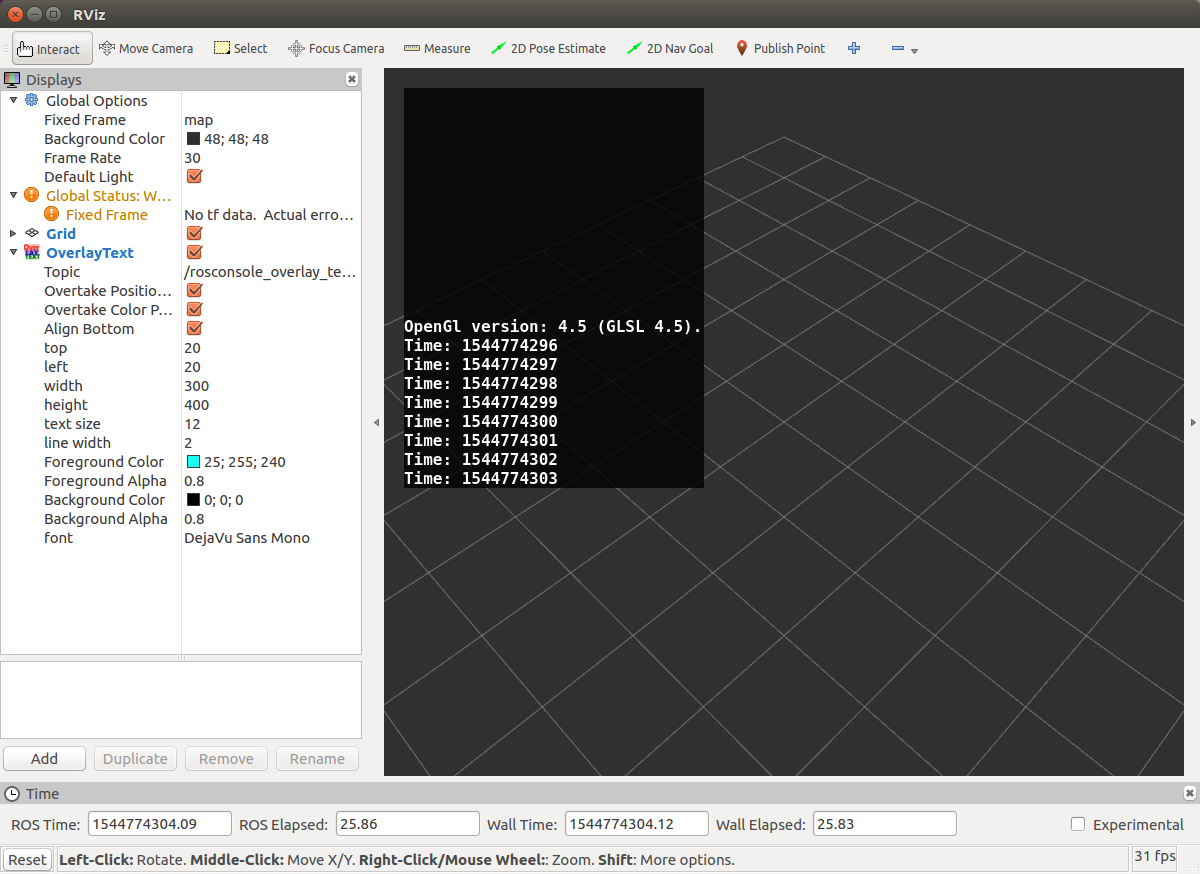 RViz
Interact Move Camera Select Focus Camera Measure 2D Pose Estimate 2D Nav Goal Publish Point
Displays
Global Options
Fixed Frame map
Background Color 48; 48; 48
Frame Rate 30
Default Light
Global Status: W...
Fixed Frame No tf data.  Actual erro...
Grid
OverlayText
Topic /rosconsole_overlay_te...
Overtake Positio...
Overtake Color P...
Align Bottom
top 20
left 20
width 300
height 400
text size 12
line width 2
Foreground Color 25; 255; 240
Foreground Alpha 0.8
Background Color 0; 0; 0
Background Alpha 0.8
font DejaVu Sans Mono
Add Duplicate Remove Rename
OpenGl version: 4.5 (GLSL 4.5).
Time: 1544774296
Time: 1544774297
Time: 1544774298
Time: 1544774299
Time: 1544774300
Time: 1544774301
Time: 1544774302
Time: 1544774303
Time
ROS Time: 1544774304.09 ROS Elapsed: 25.86 Wall Time: 1544774304.12 Wall Elapsed: 25.83 Experimental
Reset Left-Click: Rotate. Middle-Click: Move X/Y. Right-Click/Mouse Wheel:: Zoom. Shift: More options. 31 fps